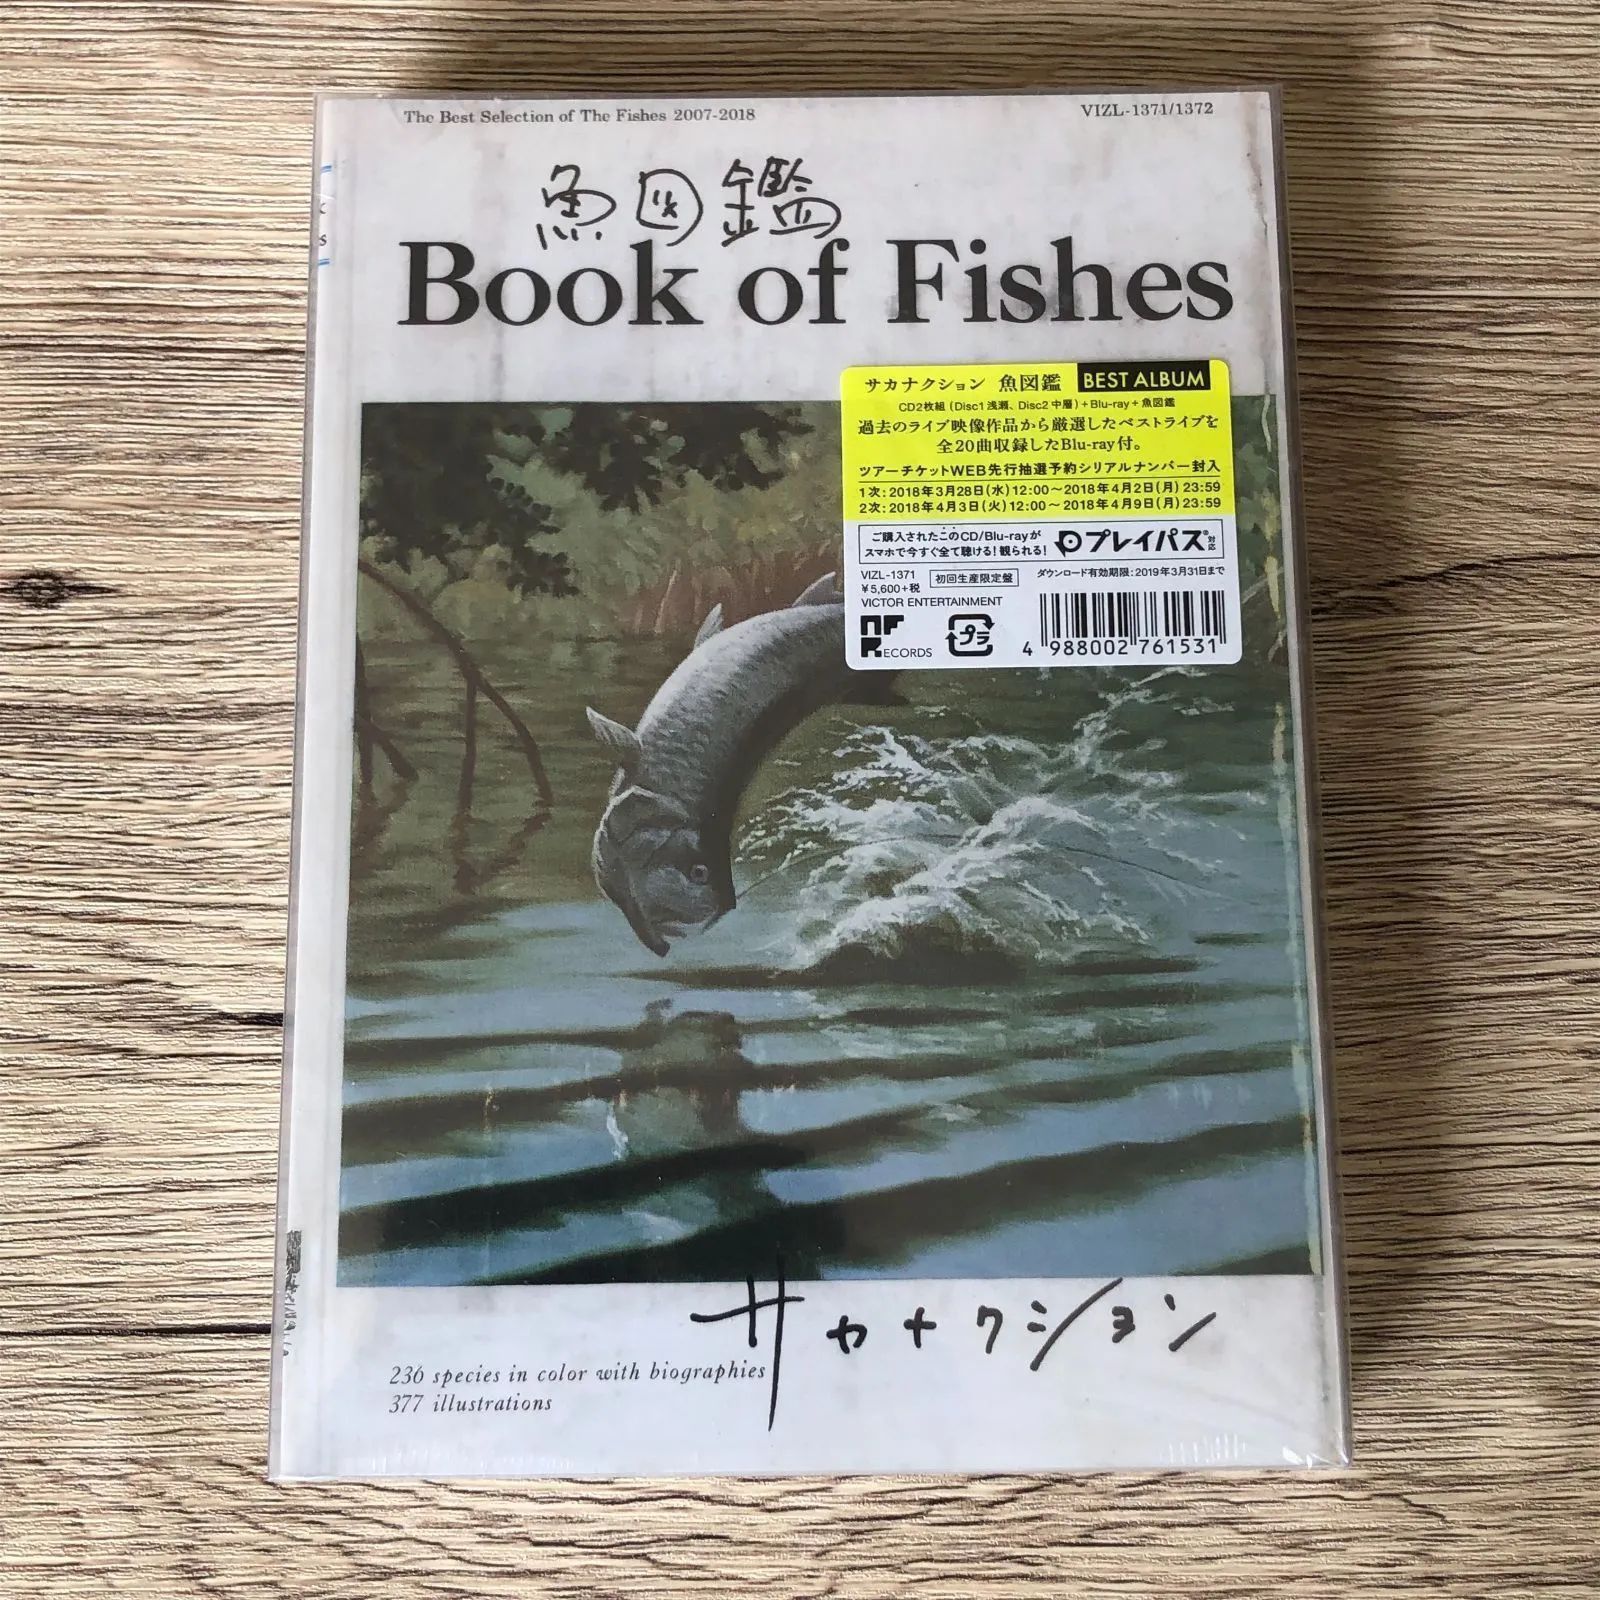 The Best Selection of The Fishes 2007-2018
VIZL-1371/1372
魚図鑑
Book of Fishes
サカナクション 魚図鑑 BEST ALBUM
CD2枚組 (Disc1 浅瀬、Disc2 中層) + Blu-ray + 魚図鑑
過去のライブ映像作品から厳選したベストライブを
全20曲収録したBlu-ray付。
ツアーチケットWEB先行抽選予約シリアルナンバー封入
1次: 2018年3月28日(水) 12:00~2018年4月2日(月) 23:59
2次: 2018年4月3日(火) 12:00~2018年4月9日(月) 23:59
ご購入されたこのCD/Blu-rayが
スマホで今すぐ全て聴ける! 観られる!
プレイパス® 対応
VIZL-1371 初回生産限定盤 ダウンロード有効期限: 2019年3月31日まで
¥5,600+税
VICTOR ENTERTAINMENT
NF RECORDS
プラ
4 988002 761531
サカナクション
236 species in color with biographies
377 illustrations